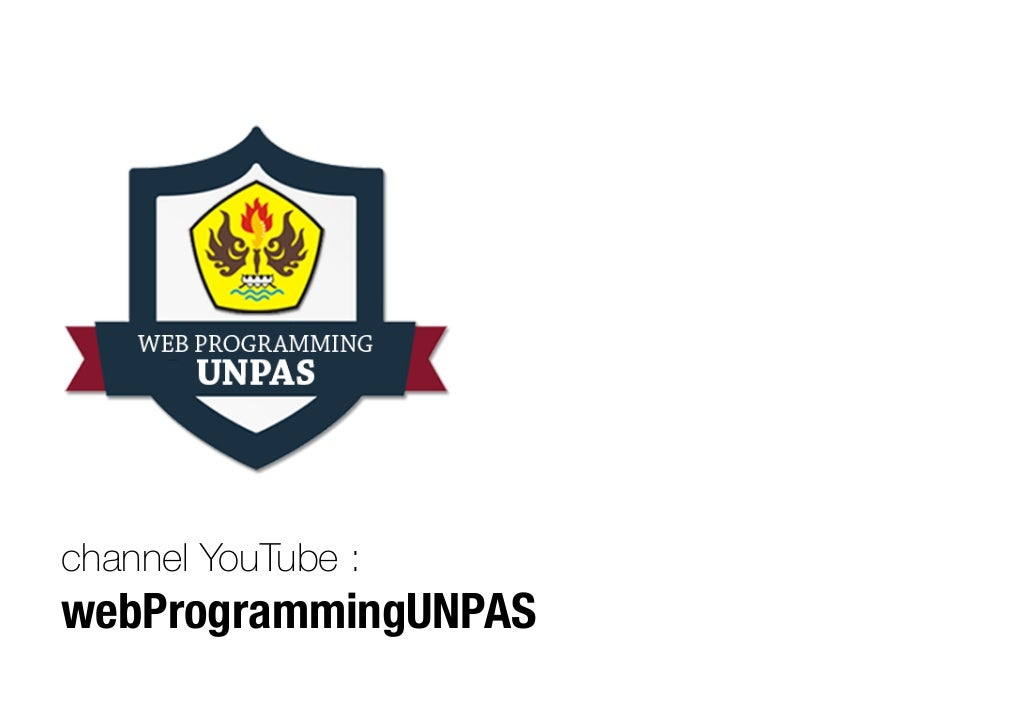 WEB PROGRAMMING
UNPAS
channel YouTube :
webProgrammingUNPAS